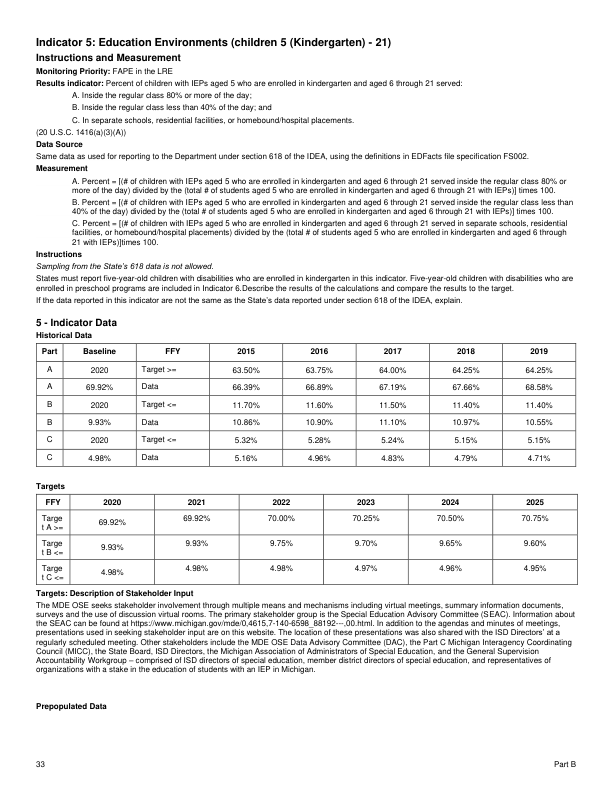 Indicator 5: Education Environments (children 5 (Kindergarten) - 21)
Instructions and Measurement
Monitoring Priority: FAPE in the LRE
Results indicator: Percent of children with IEPs aged 5 who are enrolled in kindergarten and aged 6 through 21 served:
A. Inside the regular class 80% or more of the day;
B. Inside the regular class less than 40% of the day; and
C. In separate schools, residential facilities, or homebound/hospital placements.
(20 U.S.C. 1416(a)(3)(A))
Data Source
Same data as used for reporting to the Department under section 618 of the IDEA, using the definitions in EDFacts file specification FS002.
Measurement
A. Percent = [(# of children with IEPs aged 5 who are enrolled in kindergarten and aged 6 through 21 served inside the regular class 80% or
more of the day) divided by the (total # of students aged 5 who are enrolled in kindergarten and aged 6 through 21 with IEPs)] times 100.
B. Percent = [(# of children with IEPs aged 5 who are enrolled in kindergarten and aged 6 through 21 served inside the regular class less than
40% of the day) divided by the (total # of students aged 5 who are enrolled in kindergarten and aged 6 through 21 with IEPs)] times 100.
C. Percent = [(# of children with IEPs aged 5 who are enrolled in kindergarten and aged 6 through 21 served in separate schools, residential
facilities, or homebound/hospital placements) divided by the (total # of students aged 5 who are enrolled in kindergarten and aged 6 through
21 with IEPs)]times 100.
Instructions
Sampling from the State's 618 data is not allowed.
States must report five-year-old children with disabilities who are enrolled in kindergarten in this indicator. Five-year-old children with disabilities who are
enrolled in preschool programs are included in Indicator 6.Describe the results of the calculations and compare the results to the target.
If the data reported in this indicator are not the same as the State's data reported under section 618 of the IDEA, explain.
5 - Indicator Data
Historical Data
Part Baseline FFY 2015 2016 2017 2018 2019
A 2020 Target >= 63.50% 63.75% 64.00% 64.25% 64.25%
A 69.92% Data 66.39% 66.89% 67.19% 67.66% 68.58%
B 2020 Target <= 11.70% 11.60% 11.50% 11.40% 11.40%
B 9.93% Data 10.86% 10.90% 11.10% 10.97% 10.55%
C 2020 Target <= 5.32% 5.28% 5.24% 5.15% 5.15%
C 4.98% Data 5.16% 4.96% 4.83% 4.79% 4.71%
Targets
FFY 2020 2021 2022 2023 2024 2025
Targe
t A >= 69.92% 69.92% 70.00% 70.25% 70.50% 70.75%
Targe
t B <= 9.93% 9.93% 9.75% 9.70% 9.65% 9.60%
Targe
t C <= 4.98% 4.98% 4.98% 4.97% 4.96% 4.95%
Targets: Description of Stakeholder Input
The MDE OSE seeks stakeholder involvement through multiple means and mechanisms including virtual meetings, summary information documents,
surveys and the use of discussion virtual rooms. The primary stakeholder group is the Special Education Advisory Committee (SEAC). Information about
the SEAC can be found at https://www.michigan.gov/mde/0,4615,7-140-6598_88192---,00.html. In addition to the agendas and minutes of meetings,
presentations used in seeking stakeholder input are on this website. The location of these presentations was also shared with the ISD Directors' at a
regularly scheduled meeting. Other stakeholders include the MDE OSE Data Advisory Committee (DAC), the Part C Michigan Interagency Coordinating
Council (MICC), the State Board, ISD Directors, the Michigan Association of Administrators of Special Education, and the General Supervision
Accountability Workgroup – comprised of ISD directors of special education, member district directors of special education, and representatives of
organizations with a stake in the education of students with an IEP in Michigan.
Prepopulated Data
33 Part B